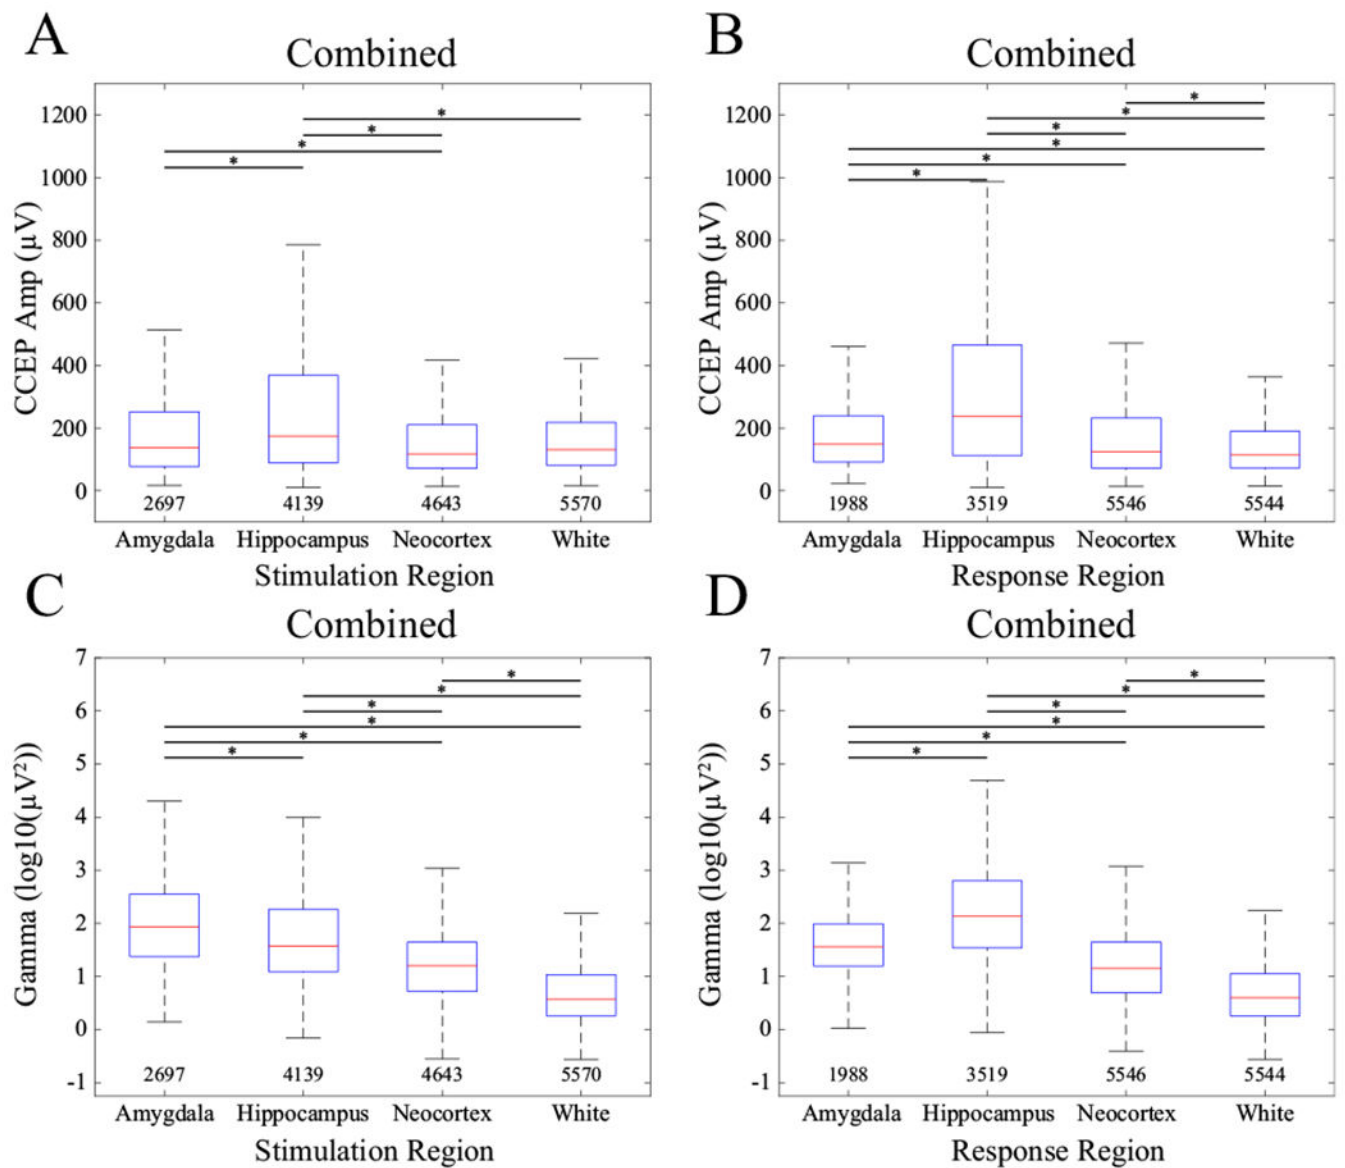 A
Combined
CCEP Amp (µV)
1200
1000
800
600
400
200
0
* * * *
2697 4139 4643 5570
Amygdala Hippocampus Neocortex White
Stimulation Region
B
Combined
CCEP Amp (µV)
1200
1000
800
600
400
200
0
* * * * * *
1988 3519 5546 5544
Amygdala Hippocampus Neocortex White
Response Region
C
Combined
Gamma (log10(µV²))
7
6
5
4
3
2
1
0
-1
* * * * * *
2697 4139 4643 5570
Amygdala Hippocampus Neocortex White
Stimulation Region
D
Combined
Gamma (log10(µV²))
7
6
5
4
3
2
1
0
-1
* * * * * *
1988 3519 5546 5544
Amygdala Hippocampus Neocortex White
Response Region